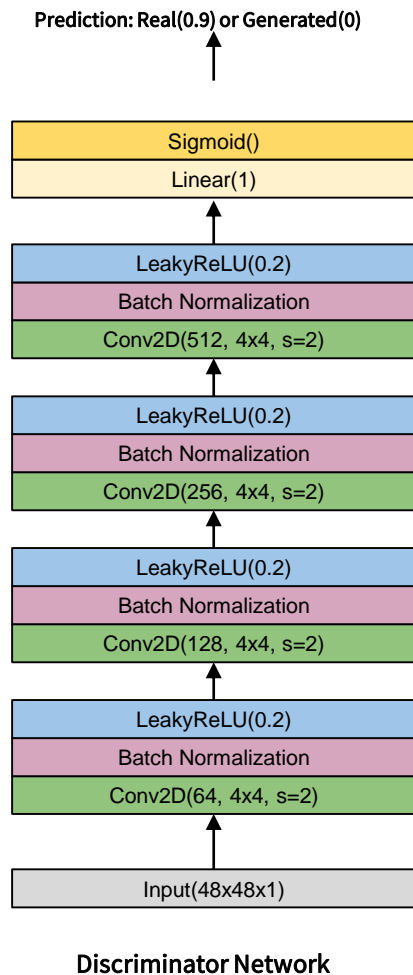 Prediction: Real(0.9) or Generated(0)
Sigmoid()
Linear(1)
LeakyReLU(0.2)
Batch Normalization
Conv2D(512, 4x4, s=2)
LeakyReLU(0.2)
Batch Normalization
Conv2D(256, 4x4, s=2)
LeakyReLU(0.2)
Batch Normalization
Conv2D(128, 4x4, s=2)
LeakyReLU(0.2)
Batch Normalization
Conv2D(64, 4x4, s=2)
Input(48x48x1)
Discriminator Network